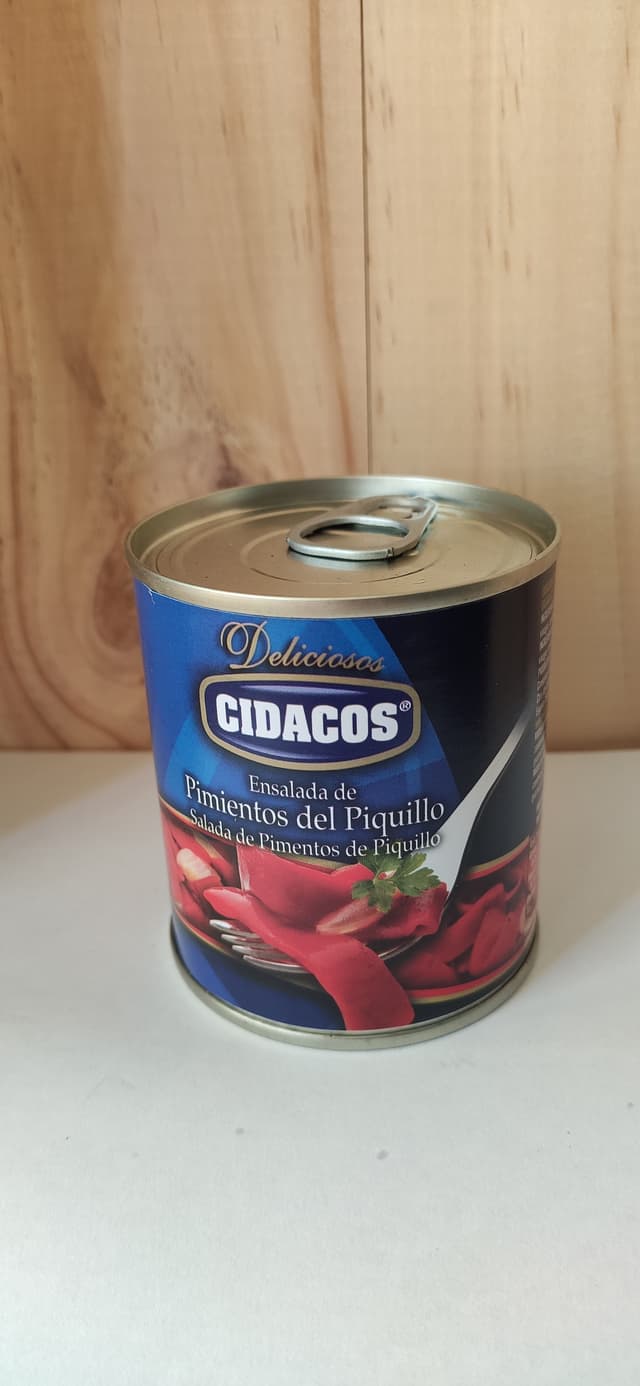 Deliciosos
CIDACOS®
Ensalada de
Pimientos del Piquillo
Salada de Pimentos de Piquillo